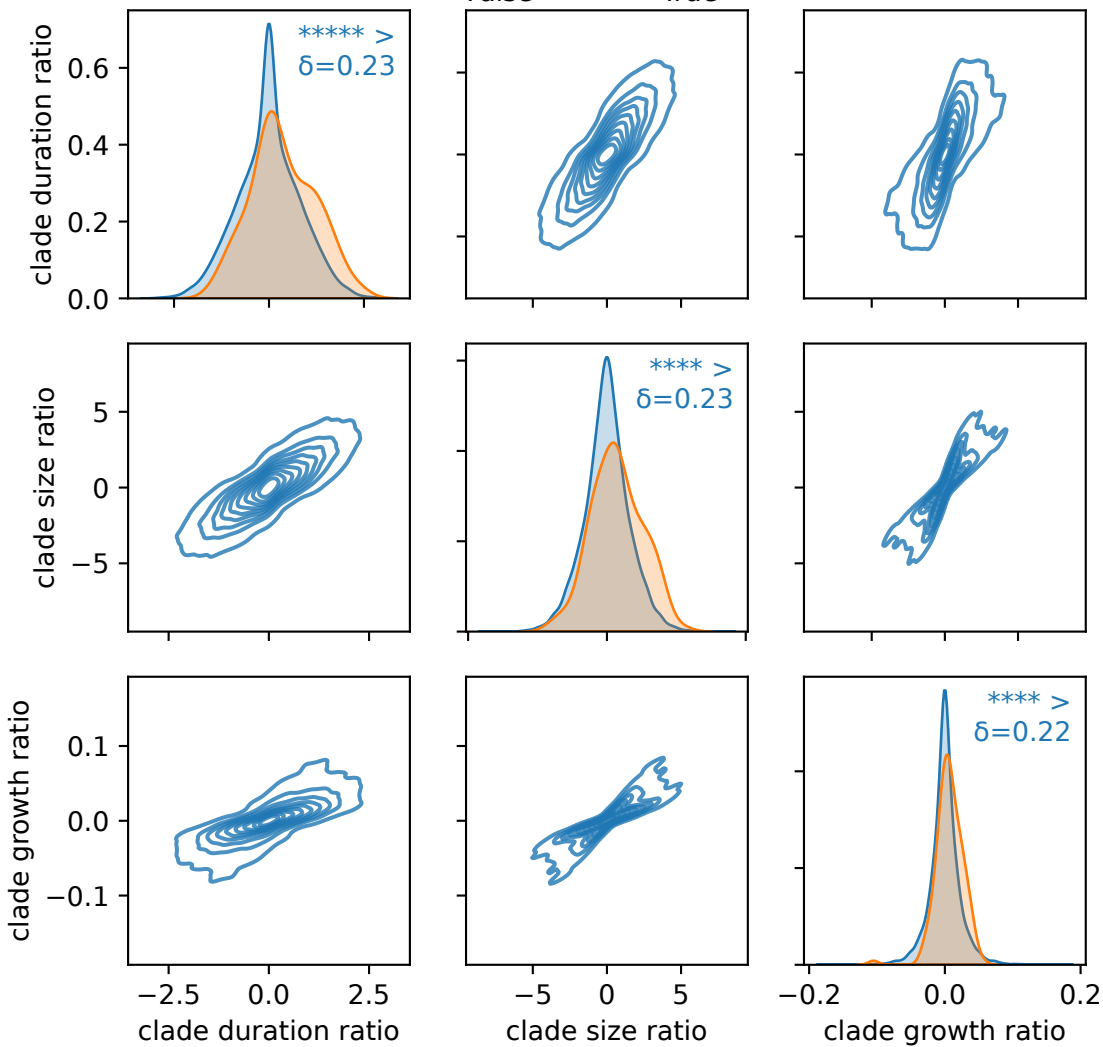 clade duration ratio
0.6
0.4
0.2
0.0
***** >
δ=0.23
clade size ratio
5
0
−5
**** >
δ=0.23
clade growth ratio
0.1
0.0
−0.1
**** >
δ=0.22
−2.5 0.0 2.5
−5 0 5
−0.2 0.0 0.2
clade duration ratio
clade size ratio
clade growth ratio